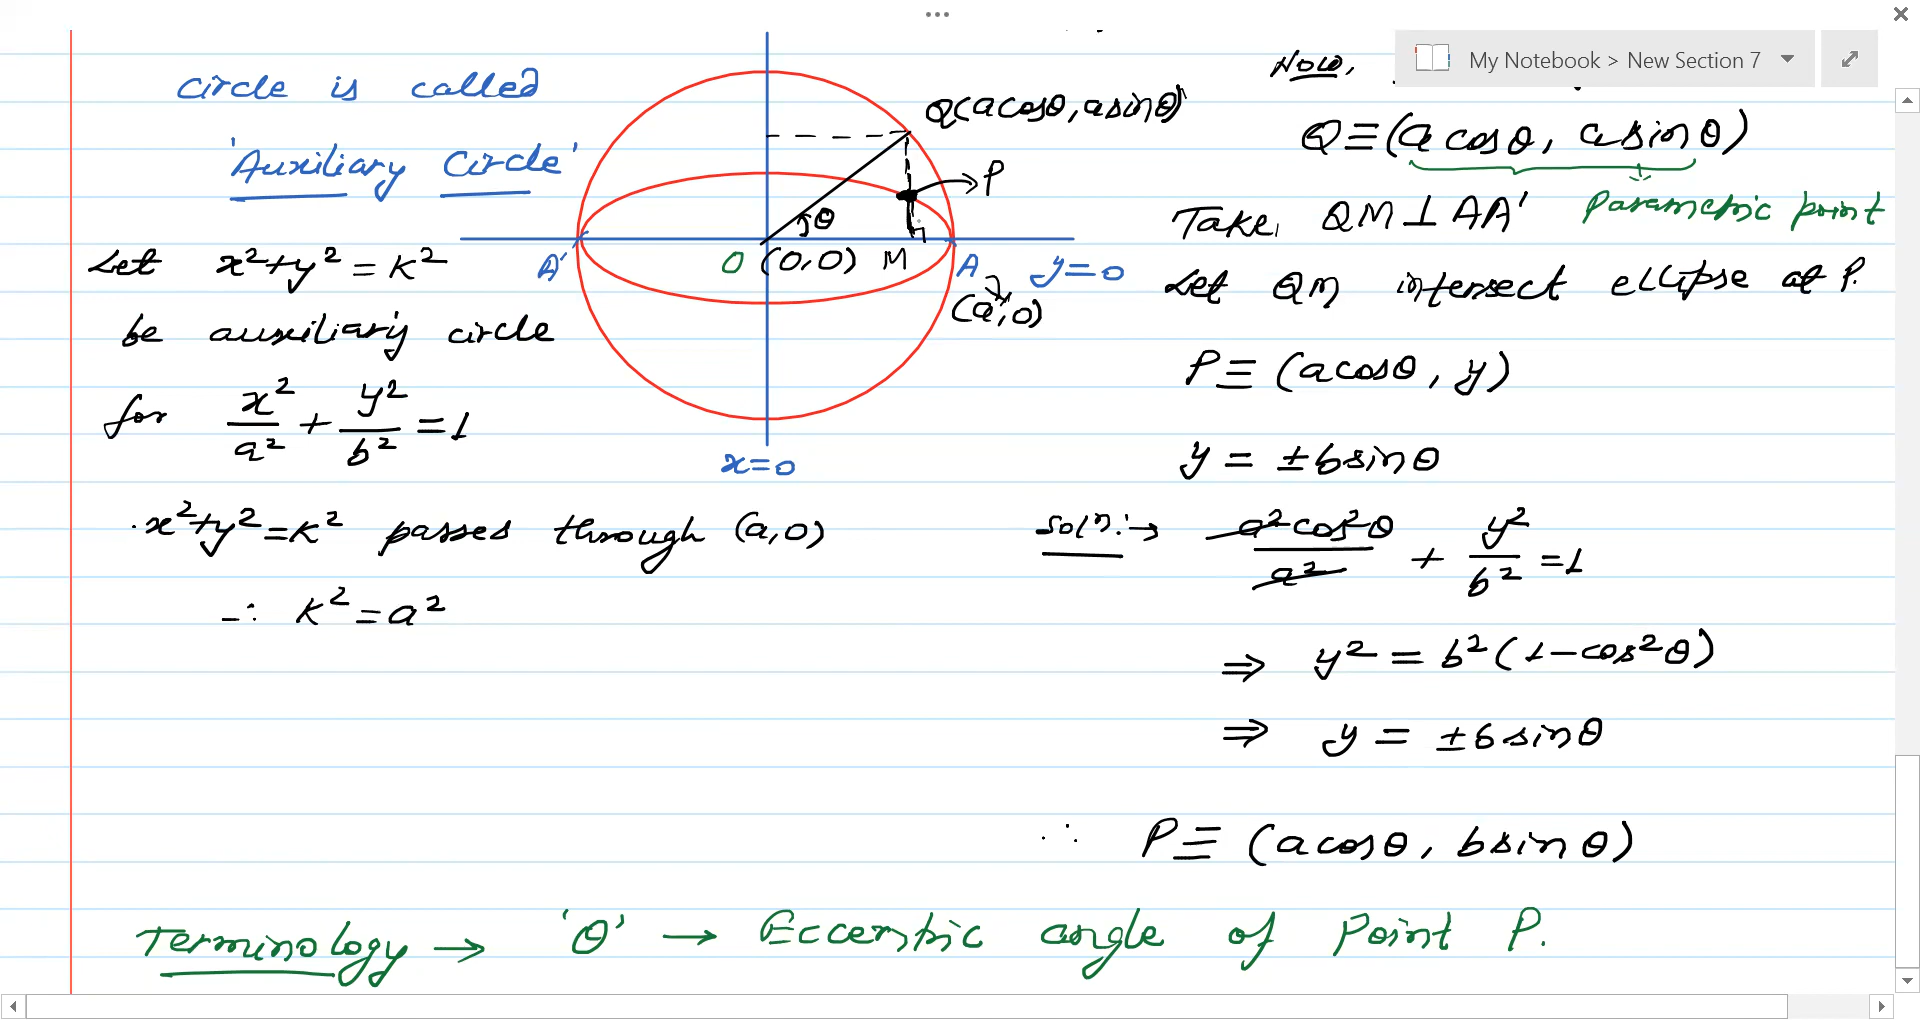 circle is called
'Auxiliary Circle'
Let x²+y² = K²
be auxiliary circle
for x²/a² + y²/b² = 1
x²+y²=K² passes through (a,0)
∴ K² = a²
Q(acosθ, asinθ)
P
θ
A'
O (0,0) M
A
y=0
(a,0)
x=0
Now,
My Notebook > New Section 7
Q≡(acosθ, asinθ)
Parametric point
Take, QM⊥AA'
Let QM intersect ellipse at P.
P≡ (acosθ, y)
y = ±bsinθ
Solⁿ:→ a²cos²θ/a² + y²/b² = 1
⇒ y² = b²(1-cos²θ)
⇒ y = ±bsinθ
∴ P≡ (acosθ, bsinθ)
Terminology → 'θ' → Eccentric angle of Point P.